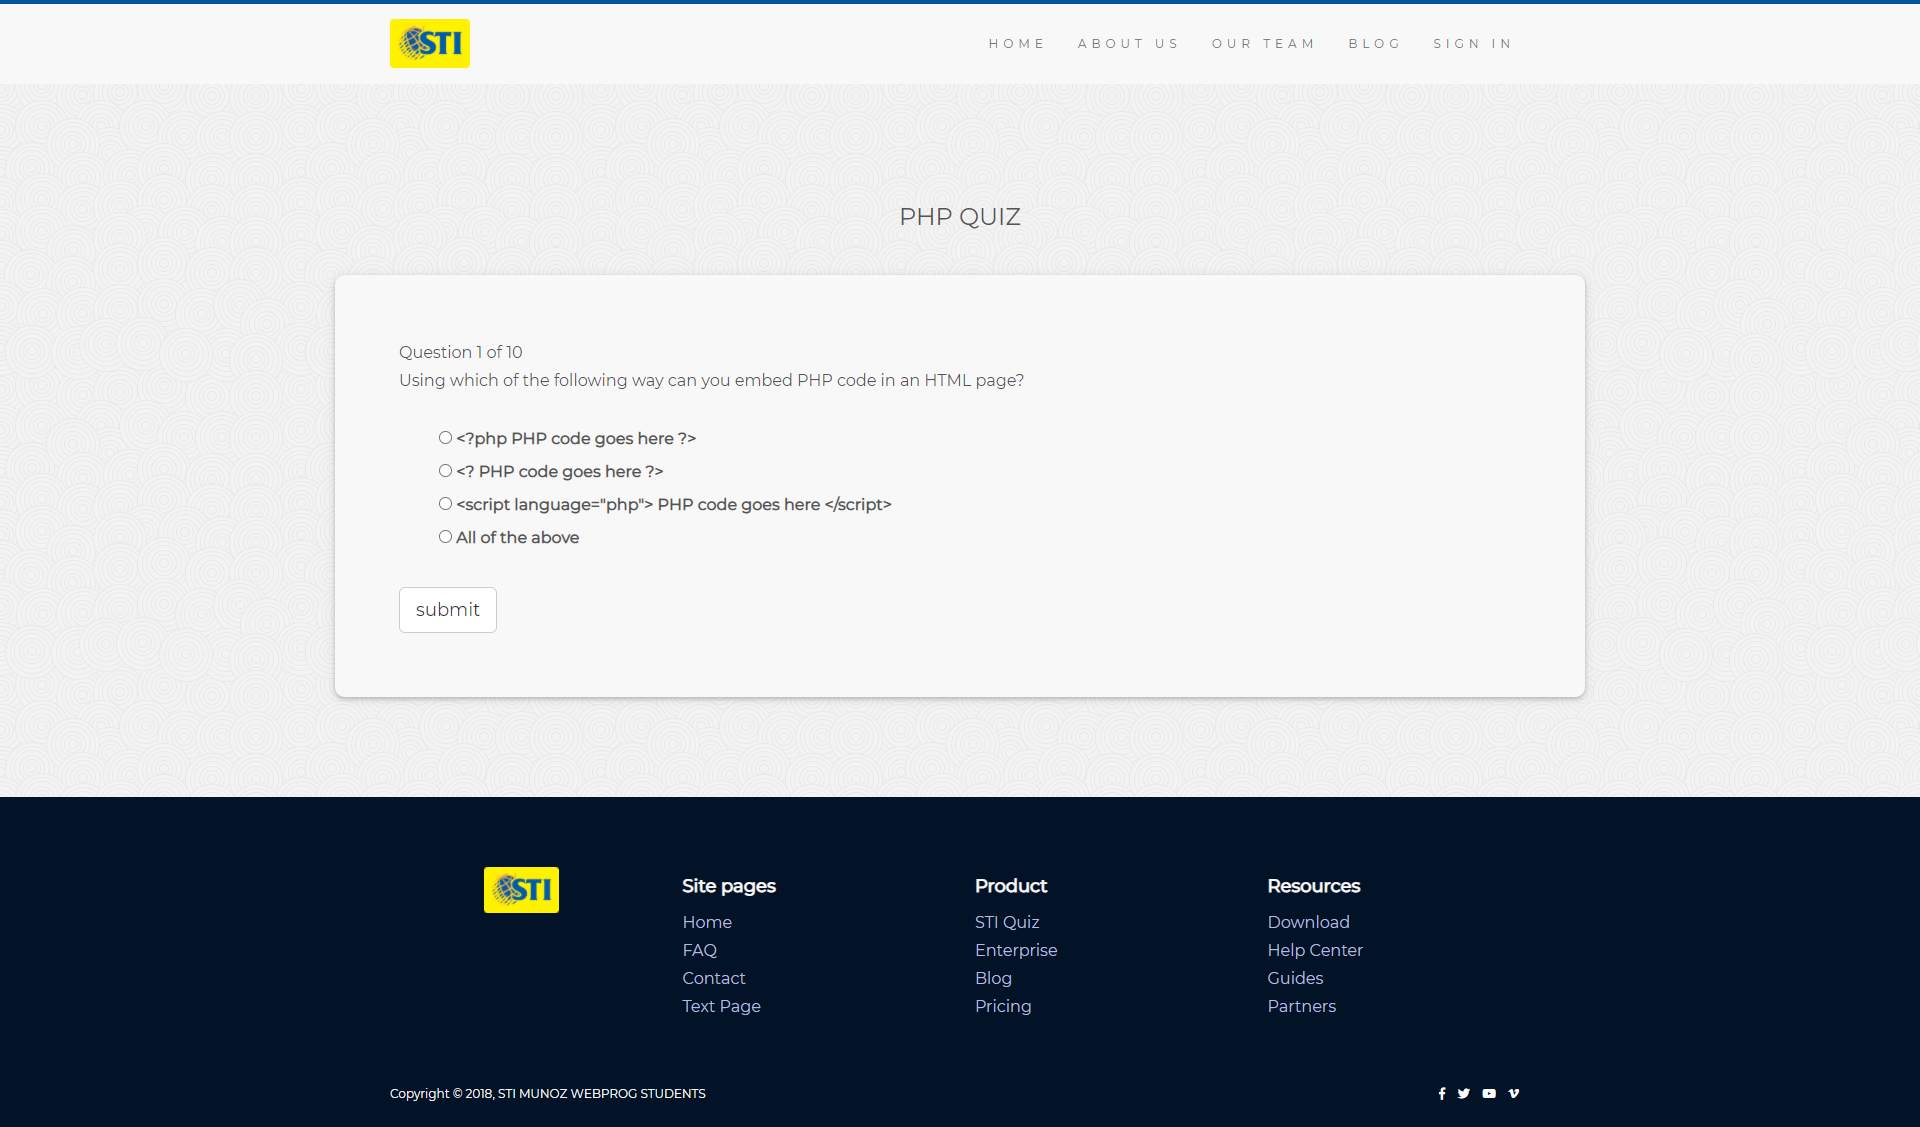 STI
HOME ABOUT US OUR TEAM BLOG SIGN IN
PHP QUIZ
Question 1 of 10
Using which of the following way can you embed PHP code in an HTML page?
<?php PHP code goes here ?>
<? PHP code goes here ?>
<script language="php"> PHP code goes here </script>
All of the above
submit
STI
Site pages
Home
FAQ
Contact
Text Page
Product
STI Quiz
Enterprise
Blog
Pricing
Resources
Download
Help Center
Guides
Partners
Copyright © 2018, STI MUNOZ WEBPROG STUDENTS